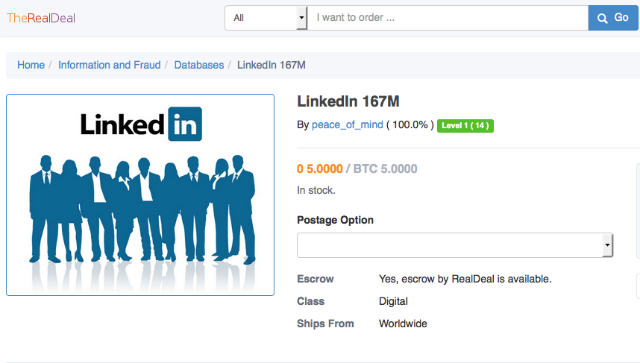 TheRealDeal
All
I want to order ...
Go
Home / Information and Fraud / Databases / LinkedIn 167M
Linked in
LinkedIn 167M
By peace_of_mind ( 100.0% ) Level 1 ( 14 )
0 5.0000 / BTC 5.0000
In stock.
Postage Option
Escrow Yes, escrow by RealDeal is available.
Class Digital
Ships From Worldwide